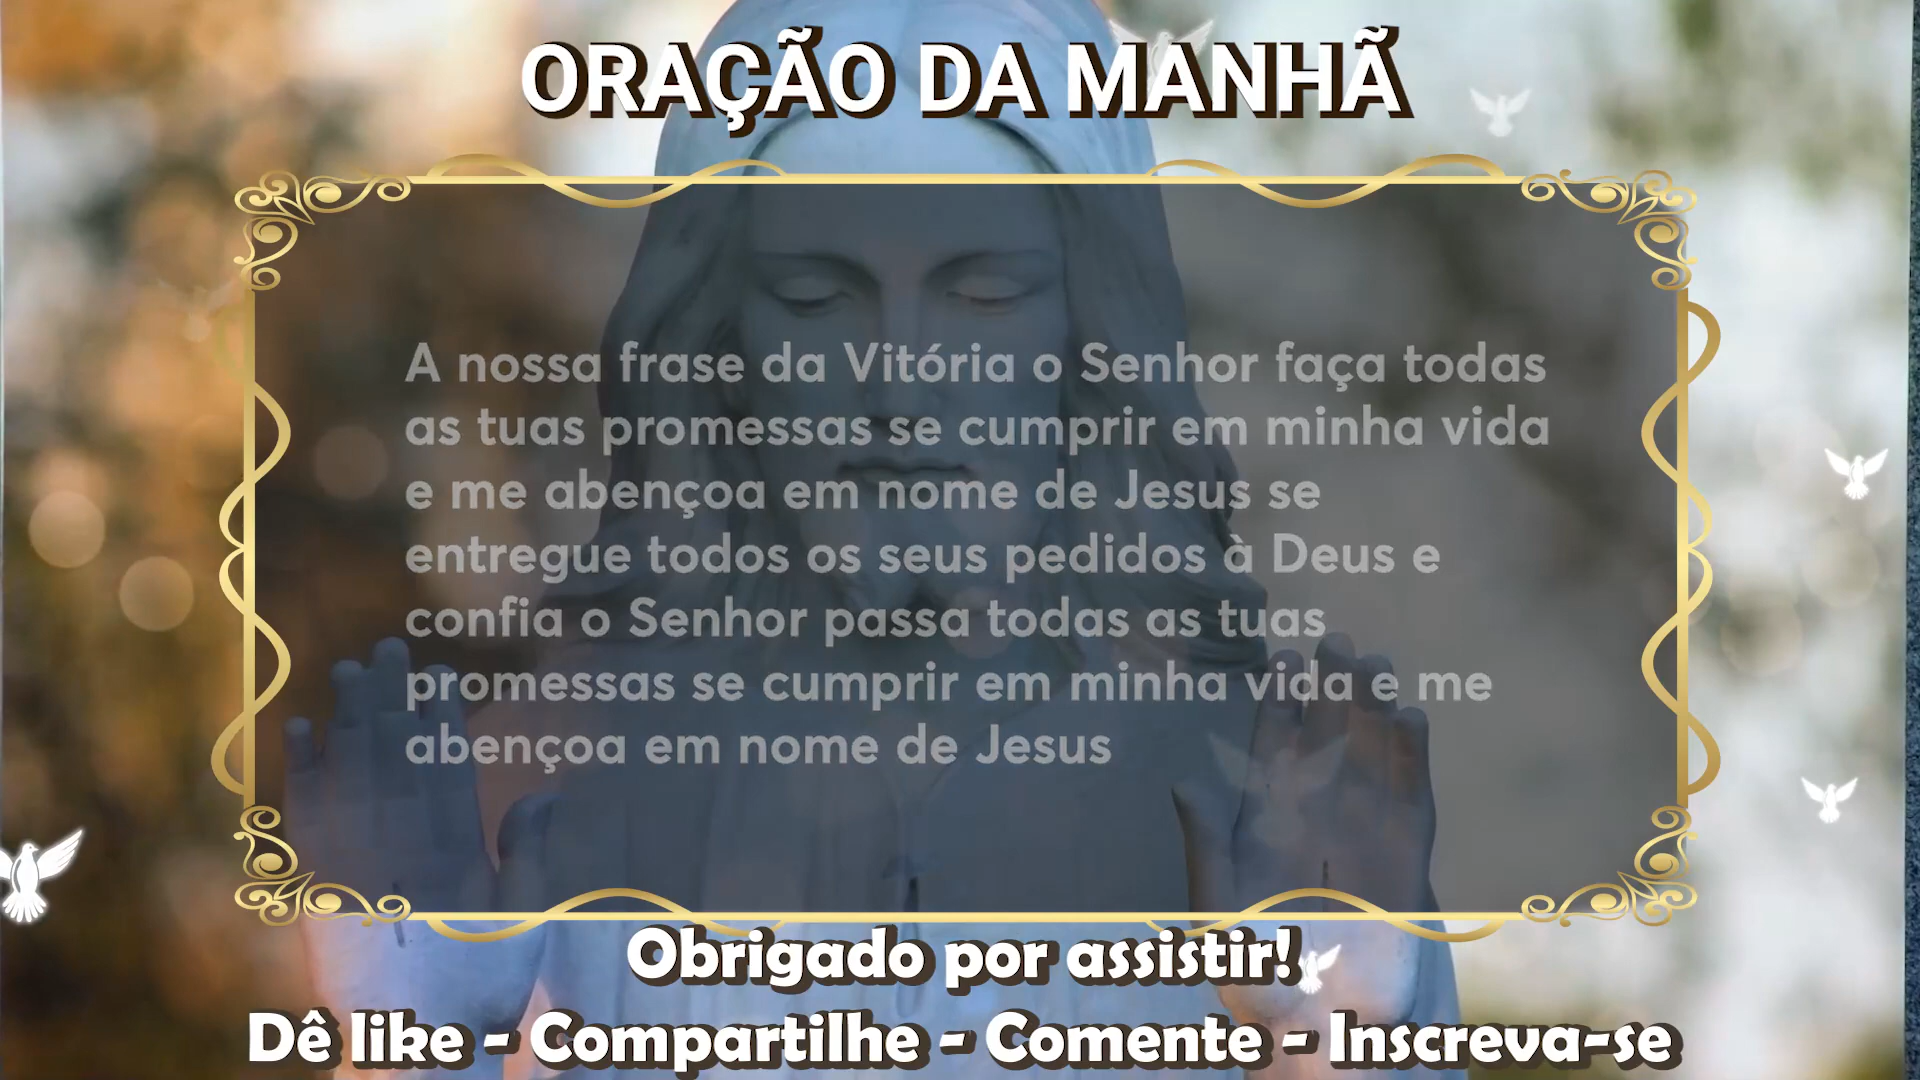 ORAÇÃO DA MANHÃ
A nossa frase da Vitória o Senhor faça todas
as tuas promessas se cumprir em minha vida
e me abençoa em nome de Jesus se
entregue todos os seus pedidos à Deus e
confia o Senhor passa todas as tuas
promessas se cumprir em minha vida e me
abençoa em nome de Jesus
Obrigado por assistir!
Dê like - Compartilhe - Comente - Inscreva-se